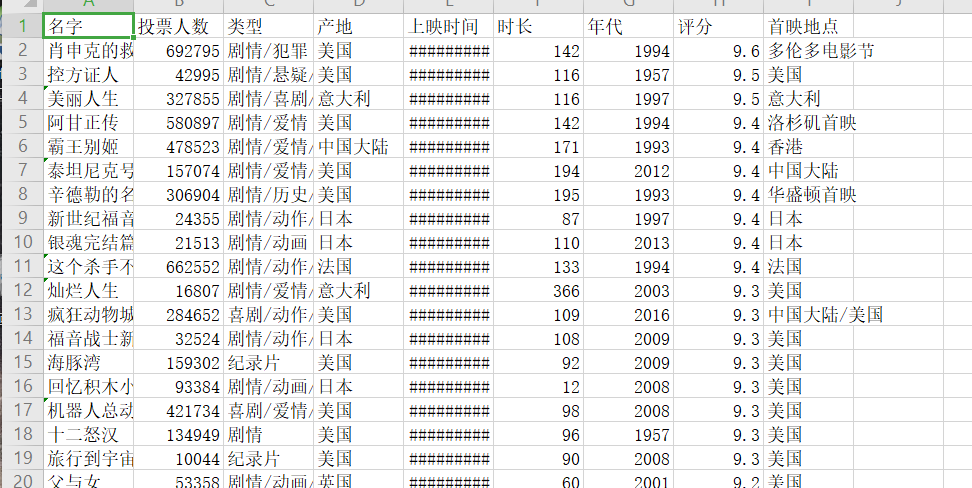 A B C D E F G H I J
1 名字 投票人数 类型 产地 上映时间 时长 年代 评分 首映地点
2 肖申克的救 692795 剧情/犯罪 美国 ######### 142 1994 9.6 多伦多电影节
3 控方证人 42995 剧情/悬疑/ 美国 ######### 116 1957 9.5 美国
4 美丽人生 327855 剧情/喜剧/ 意大利 ######### 116 1997 9.5 意大利
5 阿甘正传 580897 剧情/爱情 美国 ######### 142 1994 9.4 洛杉矶首映
6 霸王别姬 478523 剧情/爱情/ 中国大陆 ######### 171 1993 9.4 香港
7 泰坦尼克号 157074 剧情/爱情/ 美国 ######### 194 2012 9.4 中国大陆
8 辛德勒的名 306904 剧情/历史/ 美国 ######### 195 1993 9.4 华盛顿首映
9 新世纪福音 24355 剧情/动作/ 日本 ######### 87 1997 9.4 日本
10 银魂完结篇 21513 剧情/动画 日本 ######### 110 2013 9.4 日本
11 这个杀手不 662552 剧情/动作/ 法国 ######### 133 1994 9.4 法国
12 灿烂人生 16807 剧情/爱情/ 意大利 ######### 366 2003 9.3 美国
13 疯狂动物城 284652 喜剧/动作/ 美国 ######### 109 2016 9.3 中国大陆/美国
14 福音战士新 32524 剧情/动作/ 日本 ######### 108 2009 9.3 美国
15 海豚湾 159302 纪录片 美国 ######### 92 2009 9.3 美国
16 回忆积木小 93384 剧情/动画/ 日本 ######### 12 2008 9.3 美国
17 机器人总动 421734 喜剧/爱情/ 美国 ######### 98 2008 9.3 美国
18 十二怒汉 134949 剧情 美国 ######### 96 1957 9.3 美国
19 旅行到宇宙 10044 纪录片 美国 ######### 90 2008 9.3 美国
20 父与女 53358 剧情/动画/ 英国 ######### 60 2001 9.2 美国